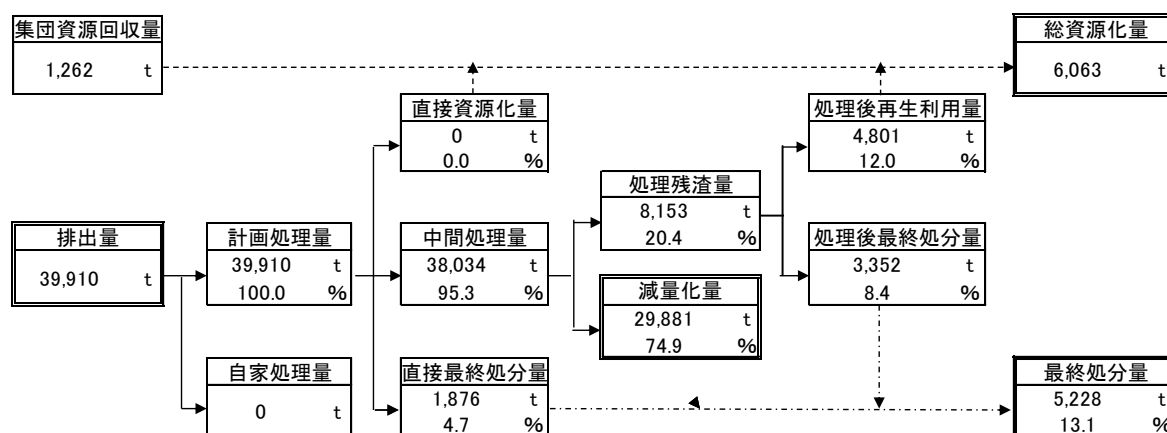 集団資源回収量
1,262 t
総資源化量
6,063 t
直接資源化量
0 t
0.0 %
処理後再生利用量
4,801 t
12.0 %
処理残渣量
8,153 t
20.4 %
排出量
39,910 t
計画処理量
39,910 t
100.0 %
中間処理量
38,034 t
95.3 %
処理後最終処分量
3,352 t
8.4 %
減量化量
29,881 t
74.9 %
自家処理量
0 t
直接最終処分量
1,876 t
4.7 %
最終処分量
5,228 t
13.1 %